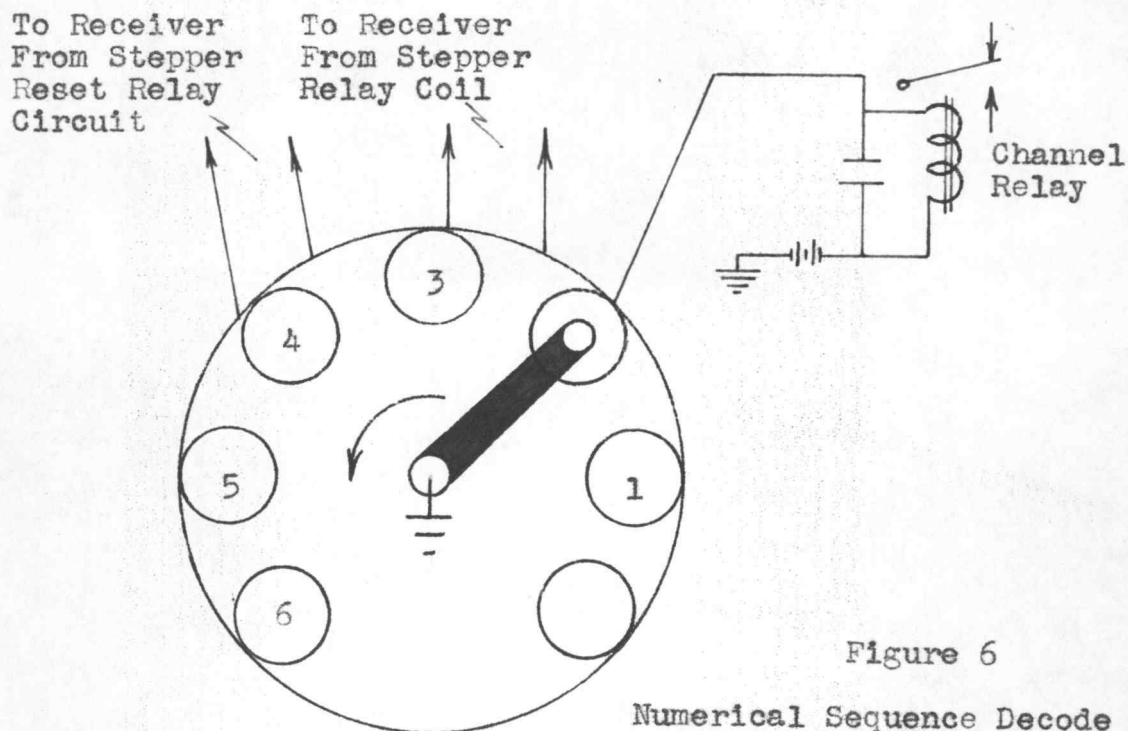 To Receiver
From Stepper
Reset Relay
Circuit
To Receiver
From Stepper
Relay Coil
Channel
Relay
3
4
5
1
6
Figure 6
Numerical Sequence Decode